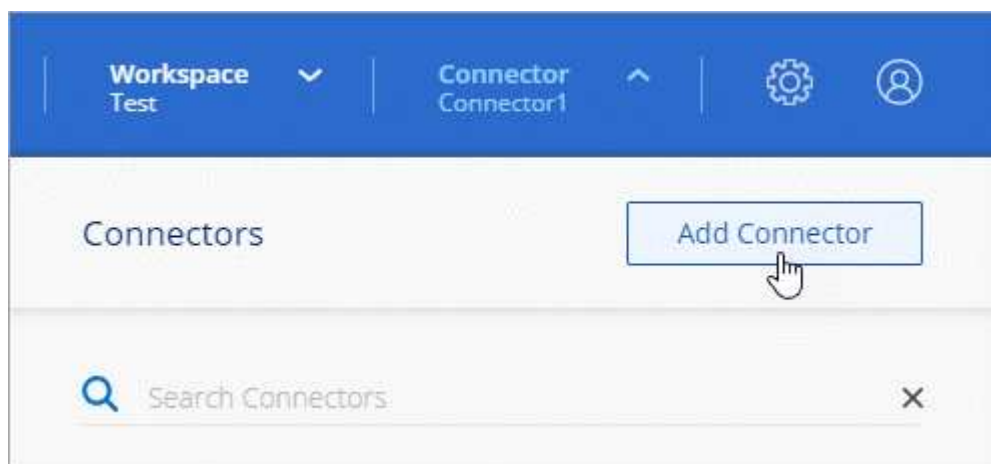 Workspace
Test
Connector
Connector1
Connectors
Add Connector
Search Connectors